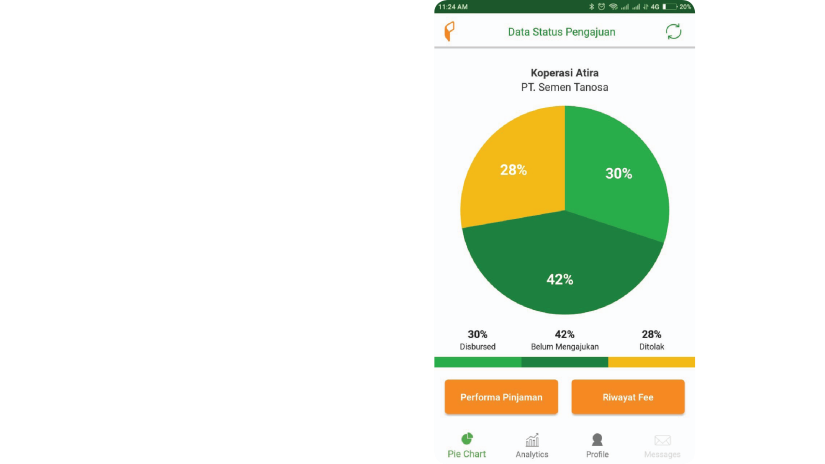 11:24 AM 4G 20%
Data Status Pengajuan
Koperasi Atira
PT. Semen Tanosa
28%
30%
42%
30% 42% 28%
Disbursed Belum Mengajukan Ditolak
Performa Pinjaman Riwayat Fee
Pie Chart Analytics Profile Messages